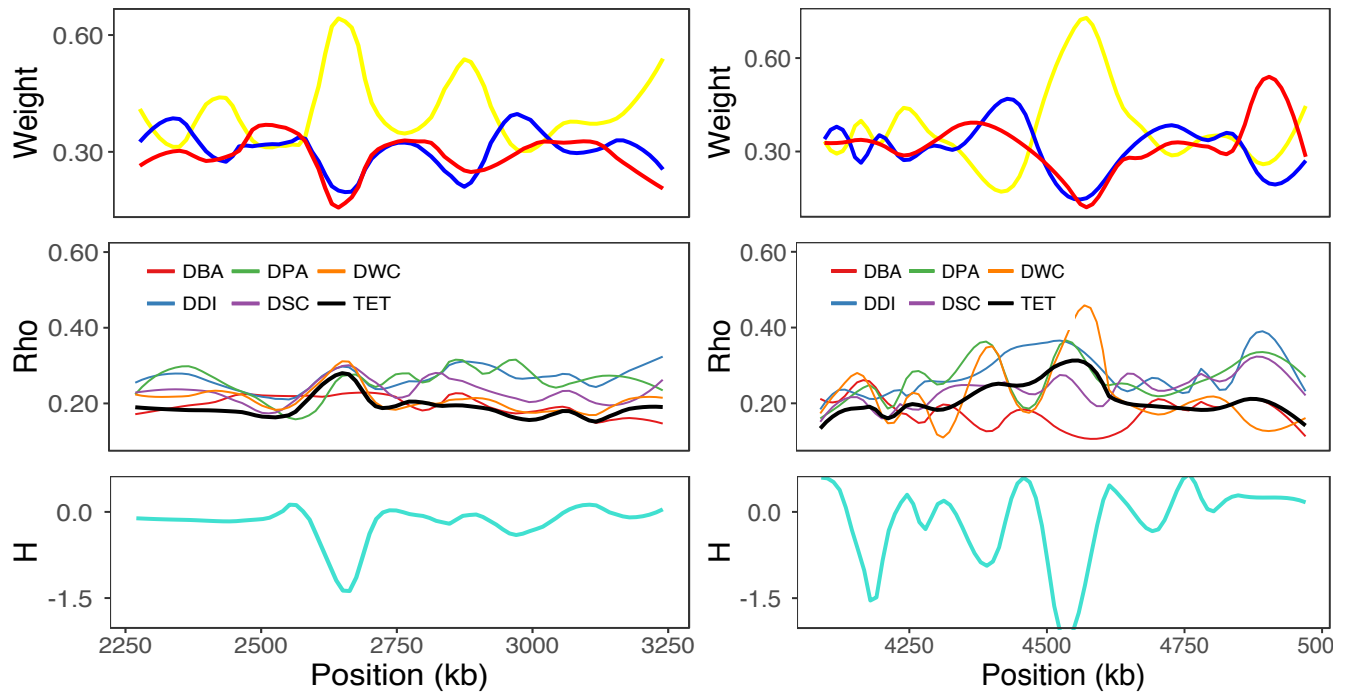 Weight
0.60
0.30
Weight
0.60
0.30
Rho
0.60
0.40
0.20
DBA DPA DWC
DDI DSC TET
Rho
0.60
0.40
0.20
DBA DPA DWC
DDI DSC TET
H
0.0
-1.5
2250 2500 2750 3000 3250
Position (kb)
H
0.0
-1.5
4250 4500 4750 500
Position (kb)